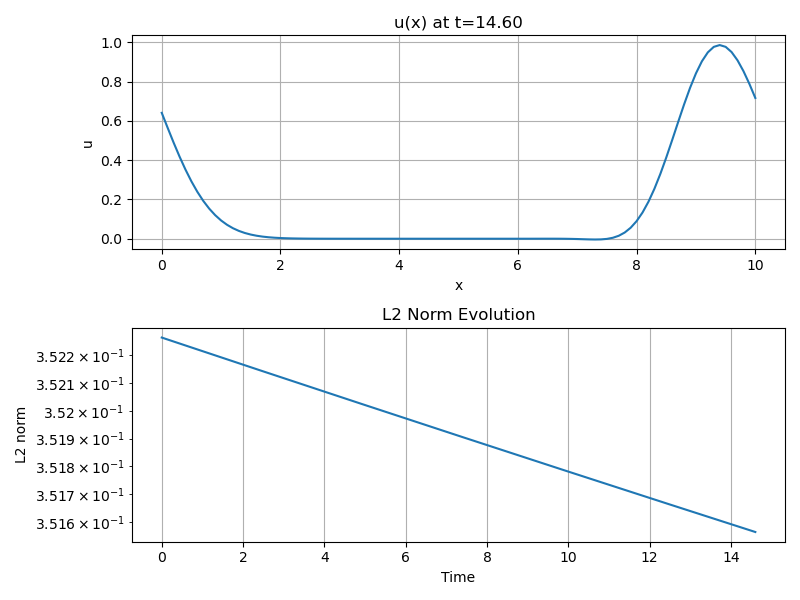 u(x) at t=14.60
1.0
0.8
0.6
0.4
0.2
0.0
u
0 2 4 6 8 10
x
L2 Norm Evolution
3.522 × 10⁻¹
3.521 × 10⁻¹
3.52 × 10⁻¹
3.519 × 10⁻¹
3.518 × 10⁻¹
3.517 × 10⁻¹
3.516 × 10⁻¹
L2 norm
0 2 4 6 8 10 12 14
Time